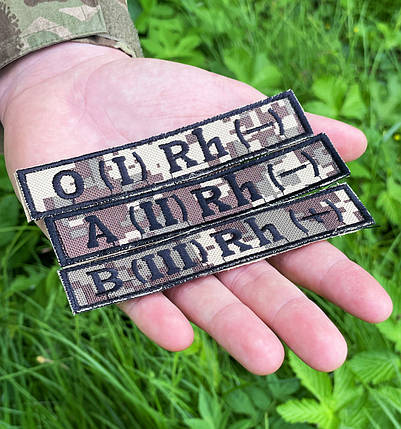 O (I) Rh (–)
A (II) Rh (–)
B (III) Rh (+)